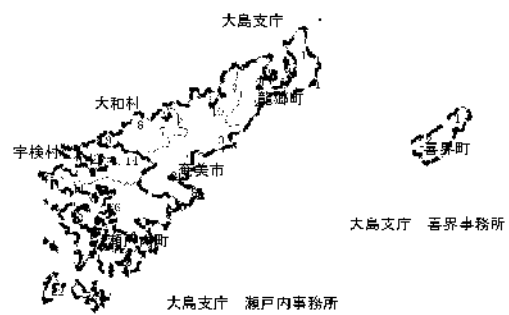 大島支庁
龍郷町
大和村
宇検村
奄美市
喜界町
瀬戸内町
大島支庁　喜界事務所
大島支庁　瀬戸内事務所